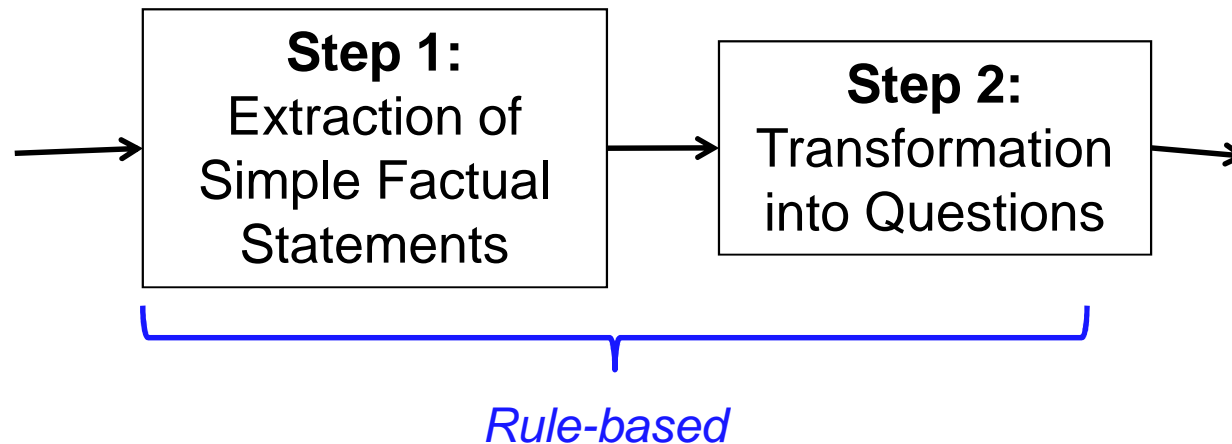 Step 1:
Extraction of
Simple Factual
Statements
Step 2:
Transformation
into Questions
Rule-based